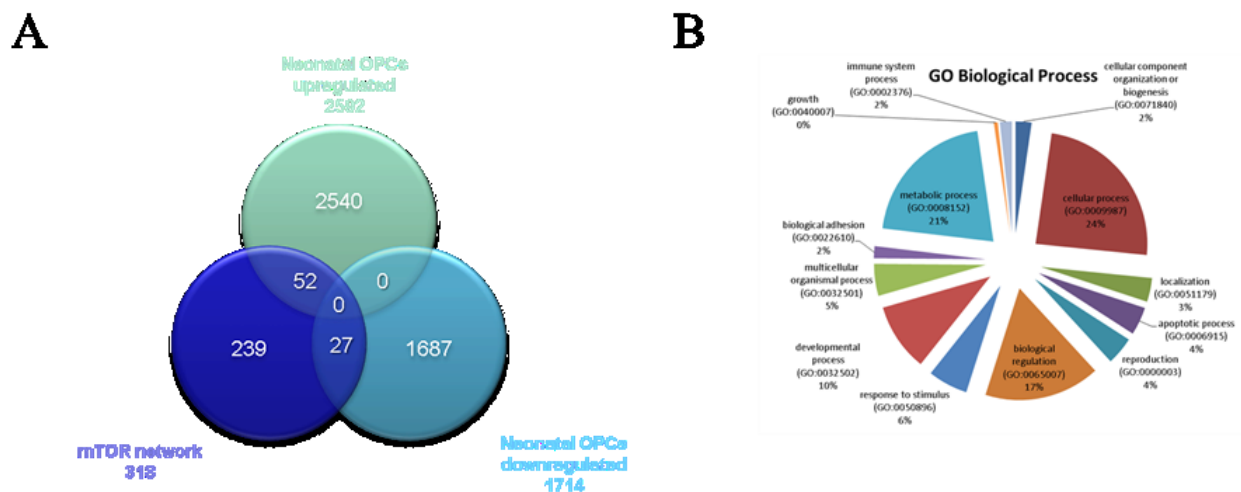 A
Neonatal OPCs
upregulated
2592
2540
52
0
0
239
27
1687
mTOR network
318
Neonatal OPCs
downregulated
1714
B
GO Biological Process
immune system
process
(GO:0002376)
2%
cellular component
organization or
biogenesis
(GO:0071840)
2%
growth
(GO:0040007)
0%
metabolic process
(GO:0008152)
21%
cellular process
(GO:0009987)
24%
biological adhesion
(GO:0022610)
2%
multicellular
organismal process
(GO:0032501)
5%
localization
(GO:0051179)
3%
apoptotic process
(GO:0006915)
4%
developmental
process
(GO:0032502)
10%
biological
regulation
(GO:0065007)
17%
reproduction
(GO:0000003)
4%
response to stimulus
(GO:0050896)
6%